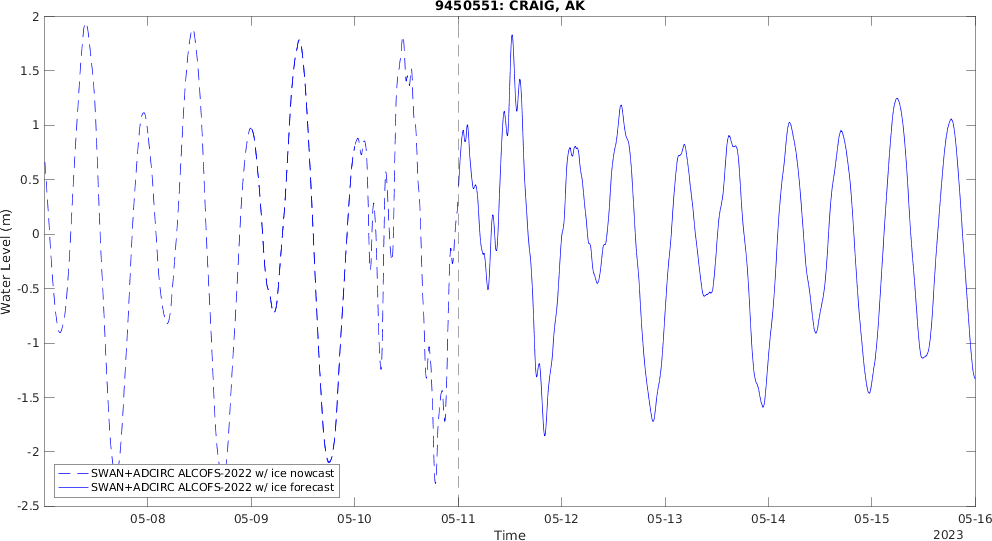 9450551: CRAIG, AK
2
1.5
1
0.5
0
-0.5
-1
-1.5
-2
-2.5
Water Level (m)
SWAN+ADCIRC ALCOFS-2022 w/ ice nowcast
SWAN+ADCIRC ALCOFS-2022 w/ ice forecast
05-08 05-09 05-10 05-11 05-12 05-13 05-14 05-15 05-16
Time
2023